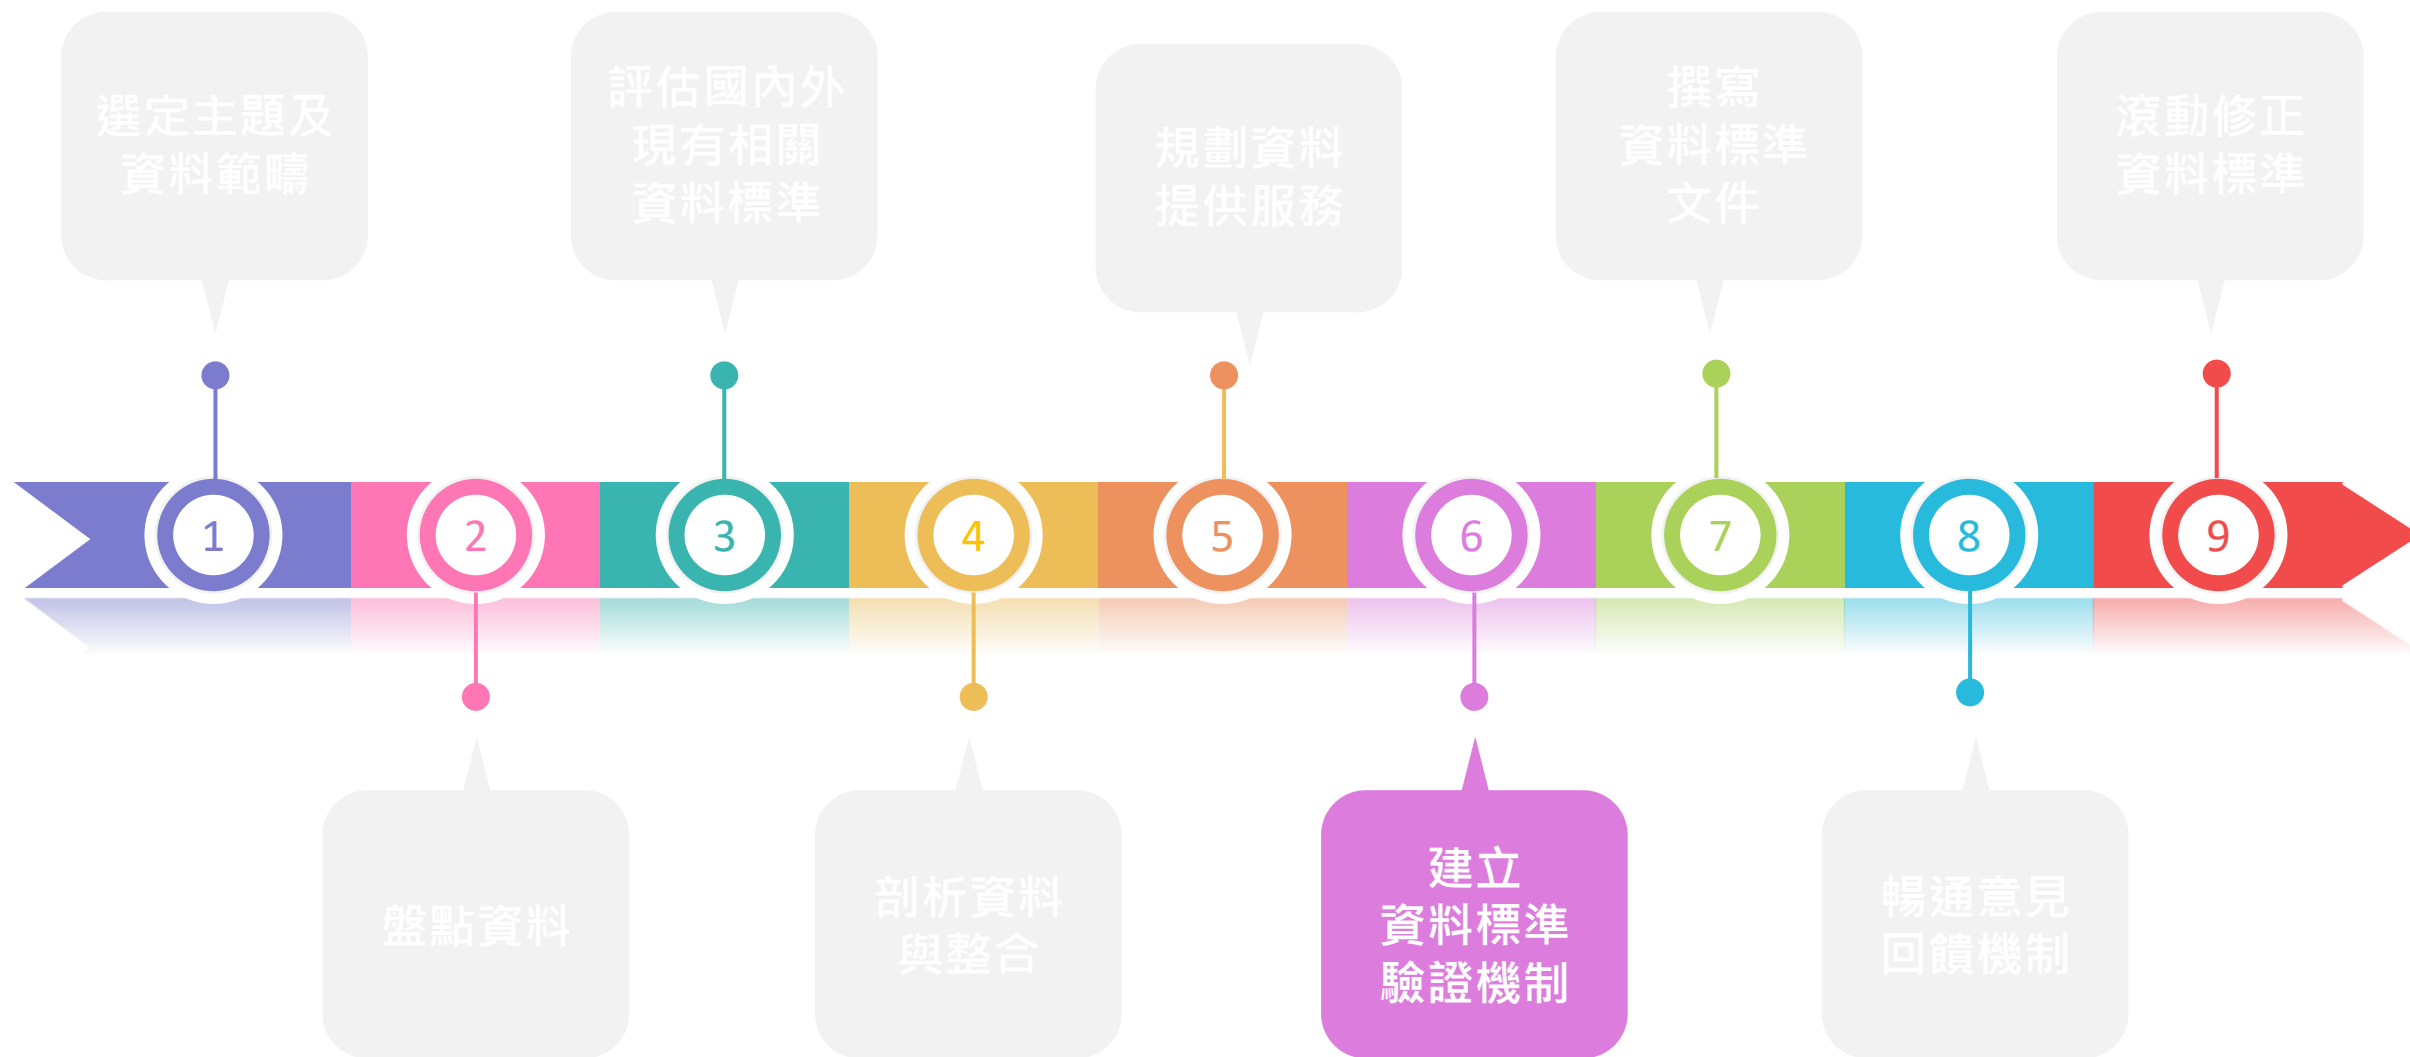 選定主題及
資料範疇
評估國內外
現有相關
資料標準
規劃資料
提供服務
撰寫
資料標準
文件
滾動修正
資料標準
1
2
3
4
5
6
7
8
9
盤點資料
剖析資料
與整合
建立
資料標準
驗證機制
暢通意見
回饋機制